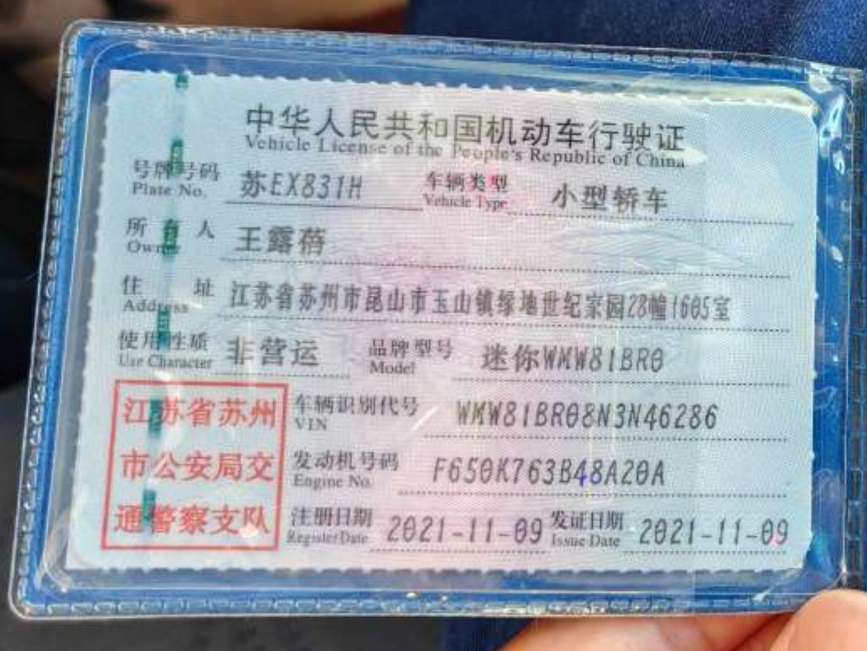 中华人民共和国机动车行驶证
Vehicle License of the People's Republic of China
号牌号码 苏EX831H 车辆类型 小型轿车
Plate No. Vehicle Type
所有人 王露蓓
Owner
住址 江苏省苏州市昆山市玉山镇绿地世纪家园28幢1605室
Address
使用性质 非营运 品牌型号 迷你WMW81BR0
Use Character Model
江苏省苏州 车辆识别代号 WMW81BR08N3N46286
VIN
市公安局交 发动机号码 F650K763B48A20A
Engine No.
通警察支队 注册日期 2021-11-09 发证日期 2021-11-09
Register Date Issue Date